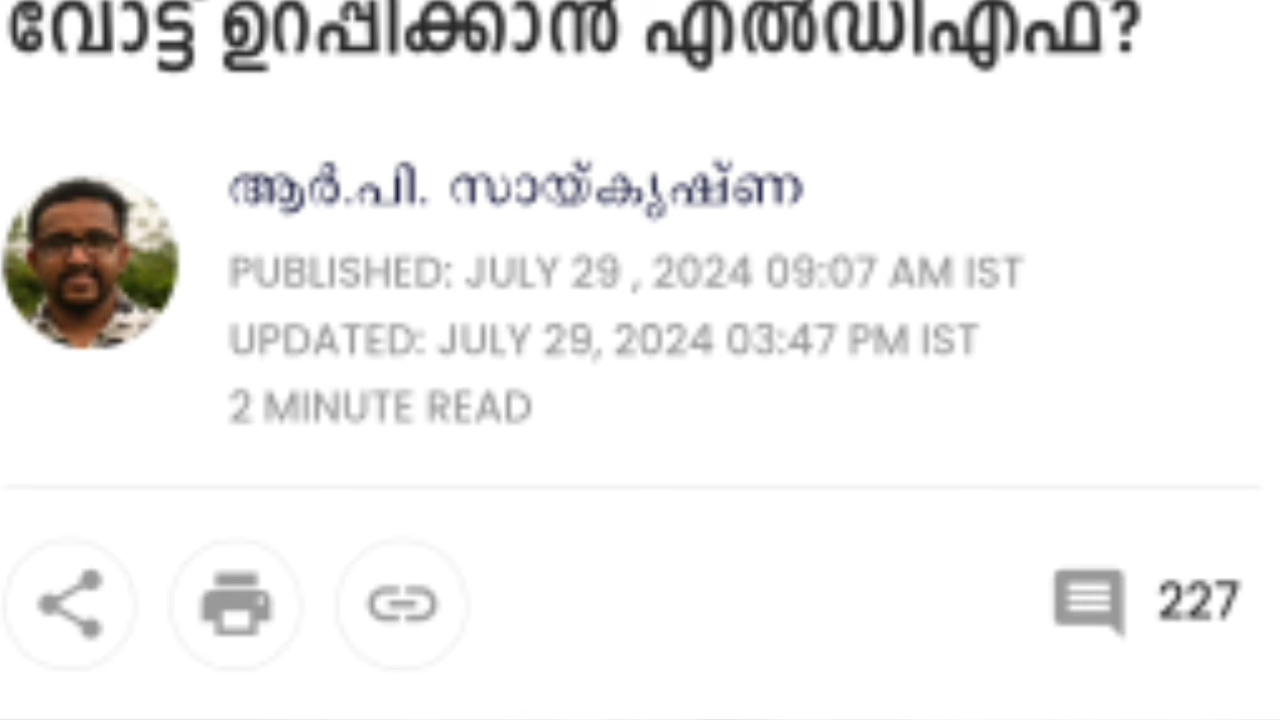 വോട്ട് ഉറപ്പിക്കാൻ എൽഡിഎഫ്?
ആർ.പി. സായ്കൃഷ്ണ
PUBLISHED: JULY 29 , 2024 09:07 AM IST
UPDATED: JULY 29, 2024 03:47 PM IST
2 MINUTE READ
227